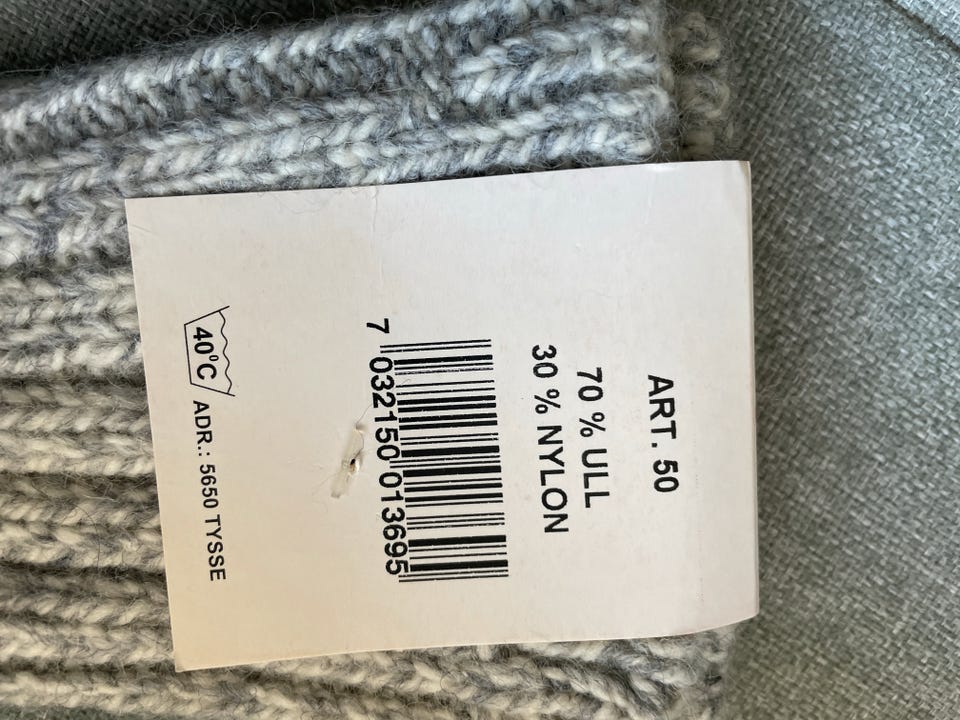 ART. 50
70 % ULL
30 % NYLON
7 032150 013695
40°C ADR.: 5650 TYSSE